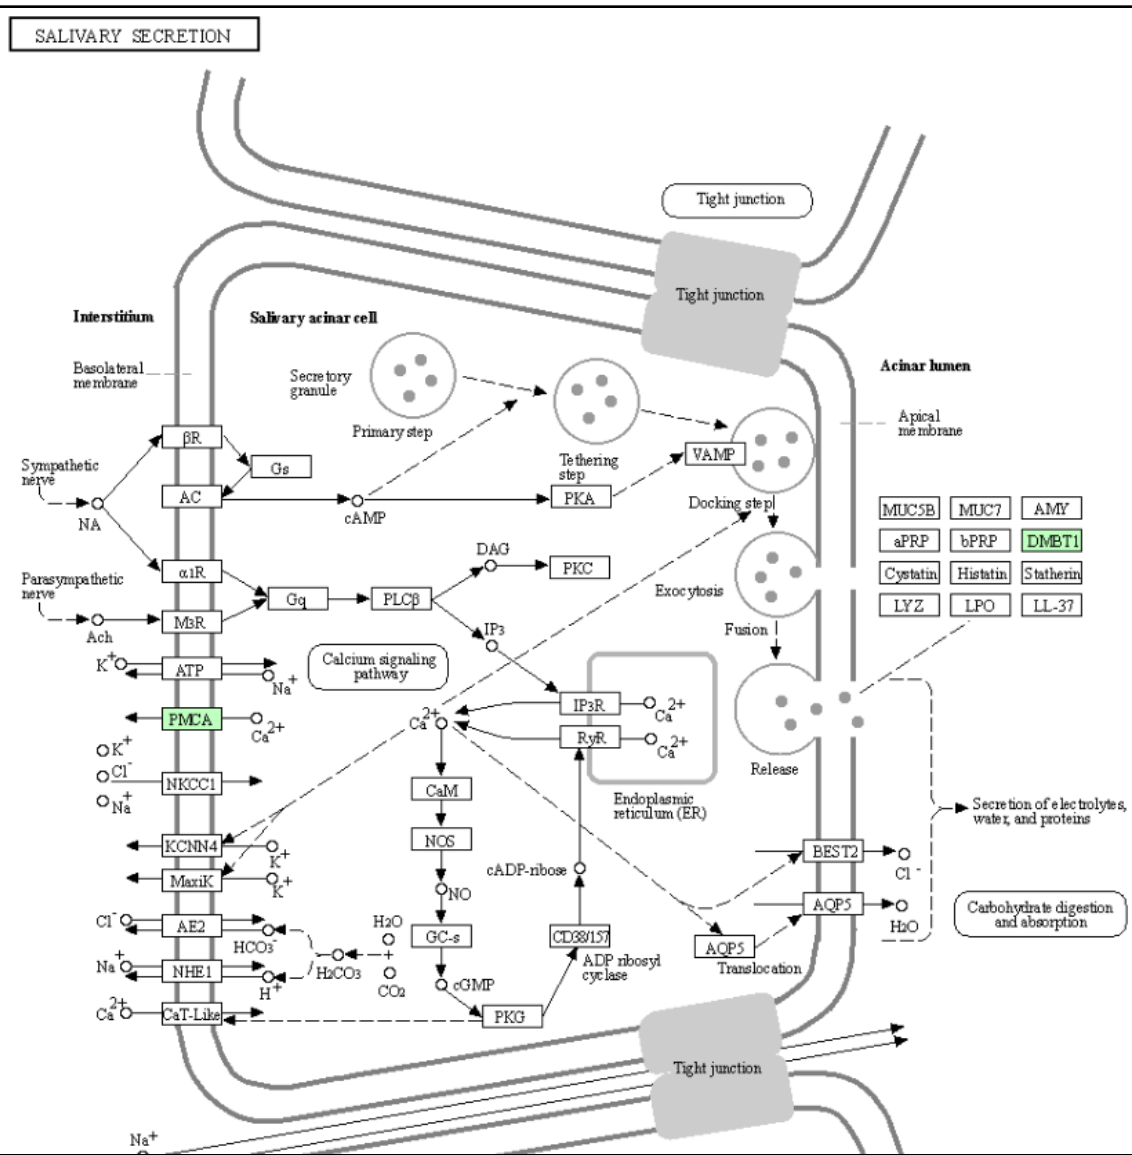 SALIVARY SECRETION
Tight junction
Tight junction
Interstitium
Salivary acinar cell
Basolateral
membrane
Secretory
granule
Primary step
Acinar lumen
Apical
membrane
βR
Gs
Sympathetic
nerve
NA
AC
cAMP
Tethering
step
PKA
VAMP
Docking step
MUC5B
MUC7
AMY
aPRP
bPRP
DMBT1
Cystatin
Histatin
Statherin
LYZ
LPO
LL-37
α1R
Parasympathetic
nerve
Ach
M3R
Gq
PLCβ
DAG
PKC
IP3
Exocytosis
Fusion
Release
K+
ATP
Na+
Calcium signaling
pathway
PMCA
Ca2+
Ca2+
IP3R
Ca2+
RyR
Ca2+
Endoplasmic
reticulum (ER)
K+
Cl-
Na+
NKCC1
CaM
NOS
NO
GC-s
cGMP
PKG
cADP-ribose
CD38/157
ADP ribosyl
cyclase
KCNN4
K+
MaxiK
K+
Cl-
AE2
HCO3-
Na+
NHE1
H+
H2O
+
CO2
H2CO3
Ca2+
CaT-Like
Secretion of electrolytes,
water, and proteins
BEST2
Cl-
AQP5
H2O
AQP5
Translocation
Carbohydrate digestion
and absorption
Tight junction
Na+